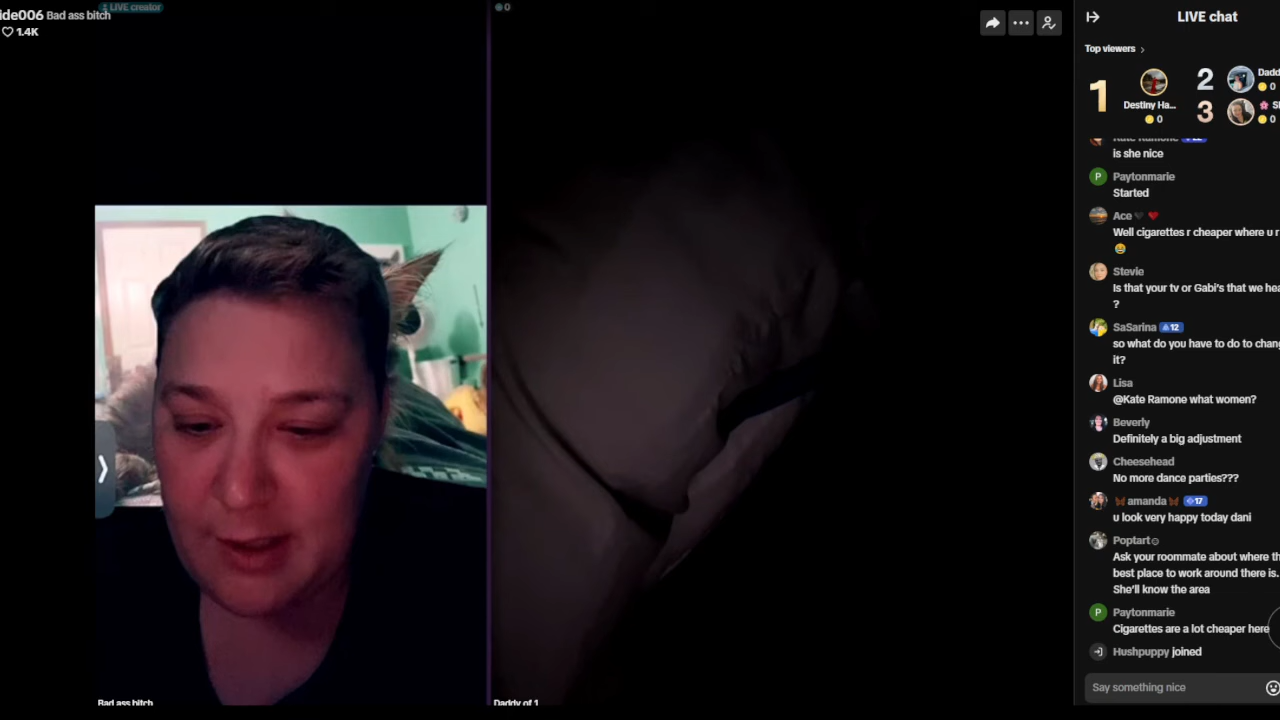 ide006 Bad ass bitch
1.4K
LIVE creator
0
LIVE chat
Top viewers
1
Destiny Ha...
0
2
Dadd
0
3
0
is she nice
Paytonmarie
Started
Ace
Well cigarettes r cheaper where u r
Stevie
Is that your tv or Gabi's that we hea
?
SaSarina 12
so what do you have to do to chang
it?
Lisa
@Kate Ramone what women?
Beverly
Definitely a big adjustment
Cheesehead
No more dance parties???
amanda 17
u look very happy today dani
Poptart
Ask your roommate about where th
best place to work around there is.
She'll know the area
Paytonmarie
Cigarettes are a lot cheaper here
Hushpuppy joined
Say something nice
Bad ass bitch
Daddy of 1